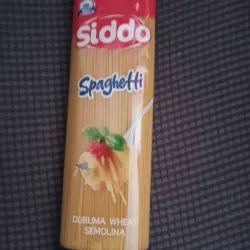 Siddo
Spaghetti
DURUMA WHEAT
SEMOLINA